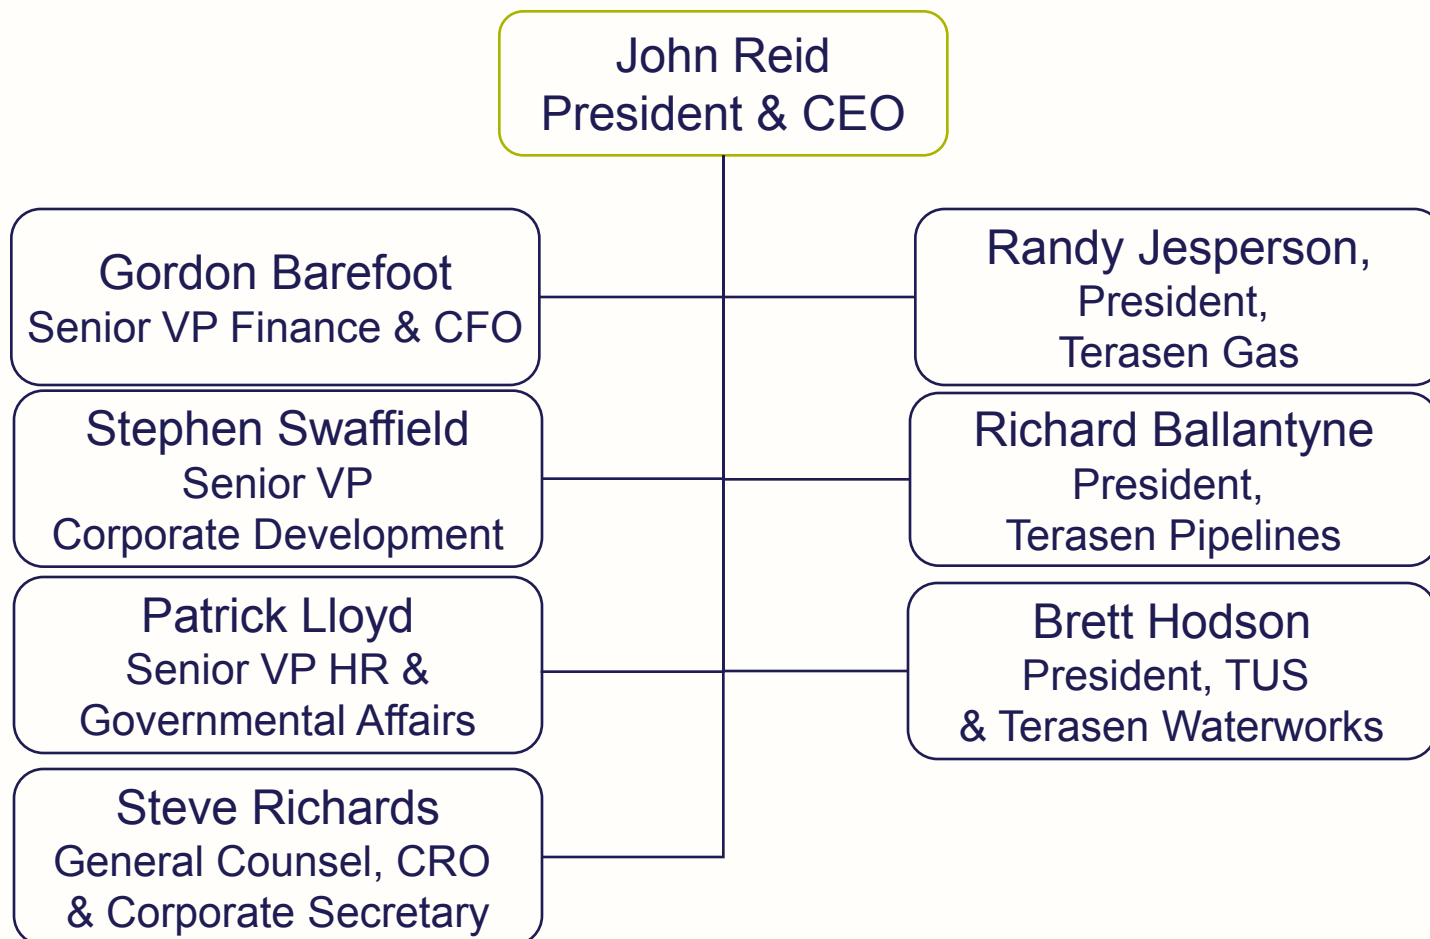 John Reid
President & CEO
Gordon Barefoot
Senior VP Finance & CFO
Stephen Swaffield
Senior VP
Corporate Development
Patrick Lloyd
Senior VP HR &
Governmental Affairs
Steve Richards
General Counsel, CRO
& Corporate Secretary
Randy Jesperson,
President,
Terasen Gas
Richard Ballantyne
President,
Terasen Pipelines
Brett Hodson
President, TUS
& Terasen Waterworks